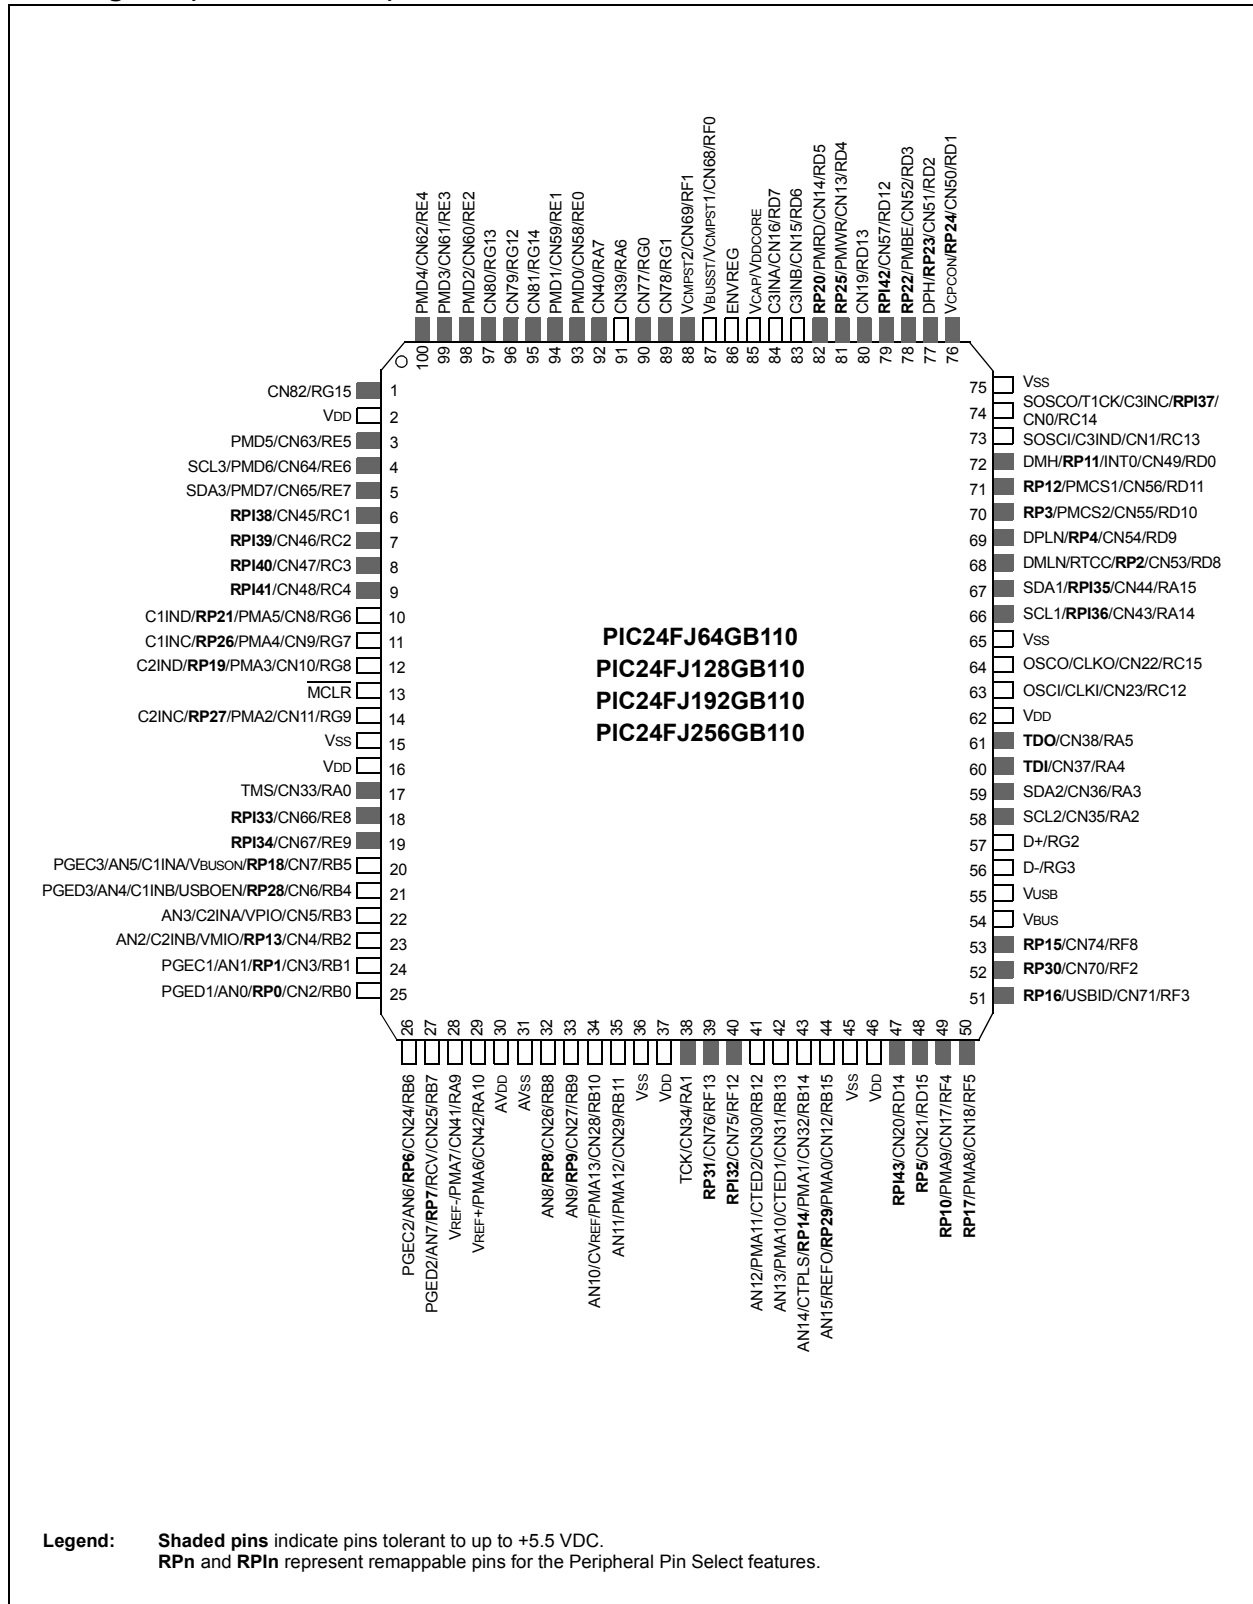 PMD4/CN62/RE4
PMD3/CN61/RE3
PMD2/CN60/RE2
CN80/RG13
CN79/RG12
CN81/RG14
PMD1/CN59/RE1
PMD0/CN58/RE0
CN40/RA7
CN39/RA6
CN77/RG0
CN78/RG1
VCMPST2/CN69/RF1
VBUSST/VCMPST1/CN68/RF0
ENVREG
VCAP/VDDCORE
C3INA/CN16/RD7
C3INB/CN15/RD6
RP20/PMRD/CN14/RD5
RP25/PMWR/CN13/RD4
CN19/RD13
RPI42/CN57/RD12
RP22/PMBE/CN52/RD3
DPH/RP23/CN51/RD2
VCPCON/RP24/CN50/RD1
100 99 98 97 96 95 94 93 92 91 90 89 88 87 86 85 84 83 82 81 80 79 78 77 76
CN82/RG15 1
VDD 2
PMD5/CN63/RE5 3
SCL3/PMD6/CN64/RE6 4
SDA3/PMD7/CN65/RE7 5
RPI38/CN45/RC1 6
RPI39/CN46/RC2 7
RPI40/CN47/RC3 8
RPI41/CN48/RC4 9
C1IND/RP21/PMA5/CN8/RG6 10
C1INC/RP26/PMA4/CN9/RG7 11
C2IND/RP19/PMA3/CN10/RG8 12
MCLR 13
C2INC/RP27/PMA2/CN11/RG9 14
VSS 15
VDD 16
TMS/CN33/RA0 17
RPI33/CN66/RE8 18
RPI34/CN67/RE9 19
PGEC3/AN5/C1INA/VBUSON/RP18/CN7/RB5 20
PGED3/AN4/C1INB/USBOEN/RP28/CN6/RB4 21
AN3/C2INA/VPIO/CN5/RB3 22
AN2/C2INB/VMIO/RP13/CN4/RB2 23
PGEC1/AN1/RP1/CN3/RB1 24
PGED1/AN0/RP0/CN2/RB0 25
PIC24FJ64GB110
PIC24FJ128GB110
PIC24FJ192GB110
PIC24FJ256GB110
75 VSS
74 SOSCO/T1CK/C3INC/RPI37/
CN0/RC14
73 SOSCI/C3IND/CN1/RC13
72 DMH/RP11/INT0/CN49/RD0
71 RP12/PMCS1/CN56/RD11
70 RP3/PMCS2/CN55/RD10
69 DPLN/RP4/CN54/RD9
68 DMLN/RTCC/RP2/CN53/RD8
67 SDA1/RPI35/CN44/RA15
66 SCL1/RPI36/CN43/RA14
65 VSS
64 OSCO/CLKO/CN22/RC15
63 OSCI/CLKI/CN23/RC12
62 VDD
61 TDO/CN38/RA5
60 TDI/CN37/RA4
59 SDA2/CN36/RA3
58 SCL2/CN35/RA2
57 D+/RG2
56 D-/RG3
55 VUSB
54 VBUS
53 RP15/CN74/RF8
52 RP30/CN70/RF2
51 RP16/USBID/CN71/RF3
26 27 28 29 30 31 32 33 34 35 36 37 38 39 40 41 42 43 44 45 46 47 48 49 50
PGEC2/AN6/RP6/CN24/RB6
PGED2/AN7/RP7/RCV/CN25/RB7
VREF-/PMA7/CN41/RA9
VREF+/PMA6/CN42/RA10
AVDD
AVSS
AN8/RP8/CN26/RB8
AN9/RP9/CN27/RB9
AN10/CVREF/PMA13/CN28/RB10
AN11/PMA12/CN29/RB11
VSS
VDD
TCK/CN34/RA1
RP31/CN76/RF13
RPI32/CN75/RF12
AN12/PMA11/CTED2/CN30/RB12
AN13/PMA10/CTED1/CN31/RB13
AN14/CTPLS/RP14/PMA1/CN32/RB14
AN15/REFO/RP29/PMA0/CN12/RB15
VSS
VDD
RPI43/CN20/RD14
RP5/CN21/RD15
RP10/PMA9/CN17/RF4
RP17/PMA8/CN18/RF5
Legend: Shaded pins indicate pins tolerant to up to +5.5 VDC.
RPn and RPIn represent remappable pins for the Peripheral Pin Select features.